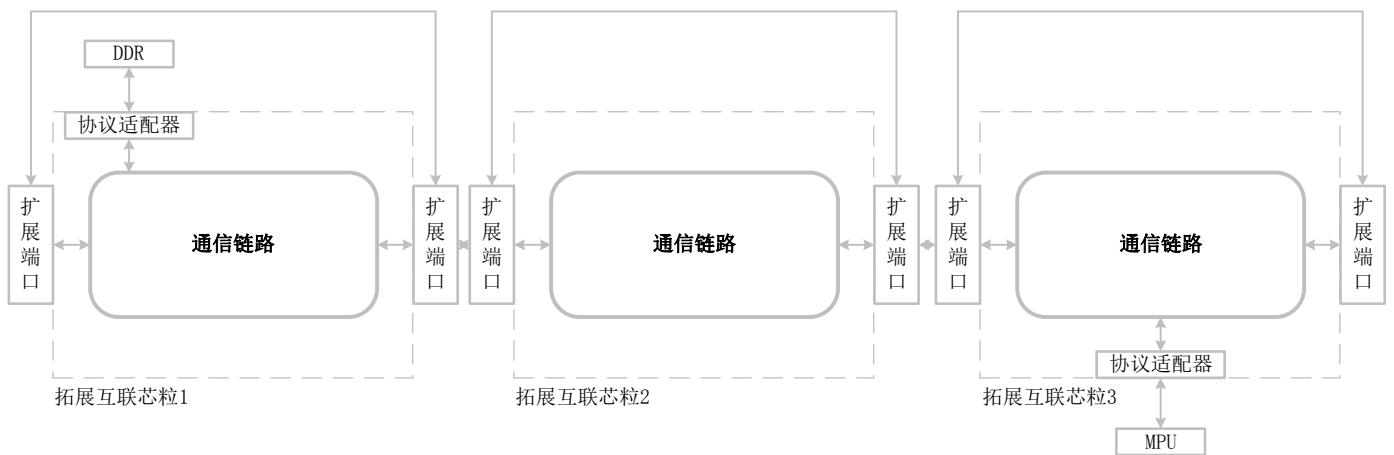 DDR
协议适配器
扩展端口
通信链路
扩展端口
扩展端口
通信链路
扩展端口
扩展端口
通信链路
扩展端口
协议适配器
拓展互联芯粒1
拓展互联芯粒2
拓展互联芯粒3
MPU